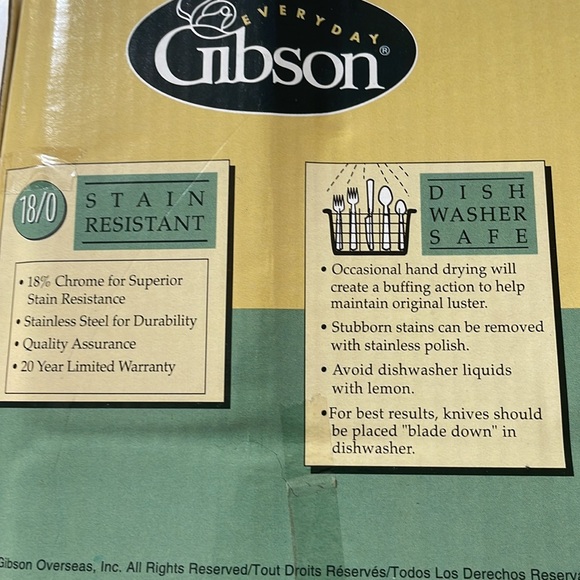 EVERYDAY
Gibson®
18/0
STAIN
RESISTANT
• 18% Chrome for Superior
Stain Resistance
• Stainless Steel for Durability
• Quality Assurance
• 20 Year Limited Warranty
DISH
WASHER
SAFE
• Occasional hand drying will
create a buffing action to help
maintain original luster.
• Stubborn stains can be removed
with stainless polish.
• Avoid dishwasher liquids
with lemon.
• For best results, knives should
be placed "blade down" in
dishwasher.
Gibson Overseas, Inc. All Rights Reserved/Tout Droits Réservés/Todos Los Derechos Reserva